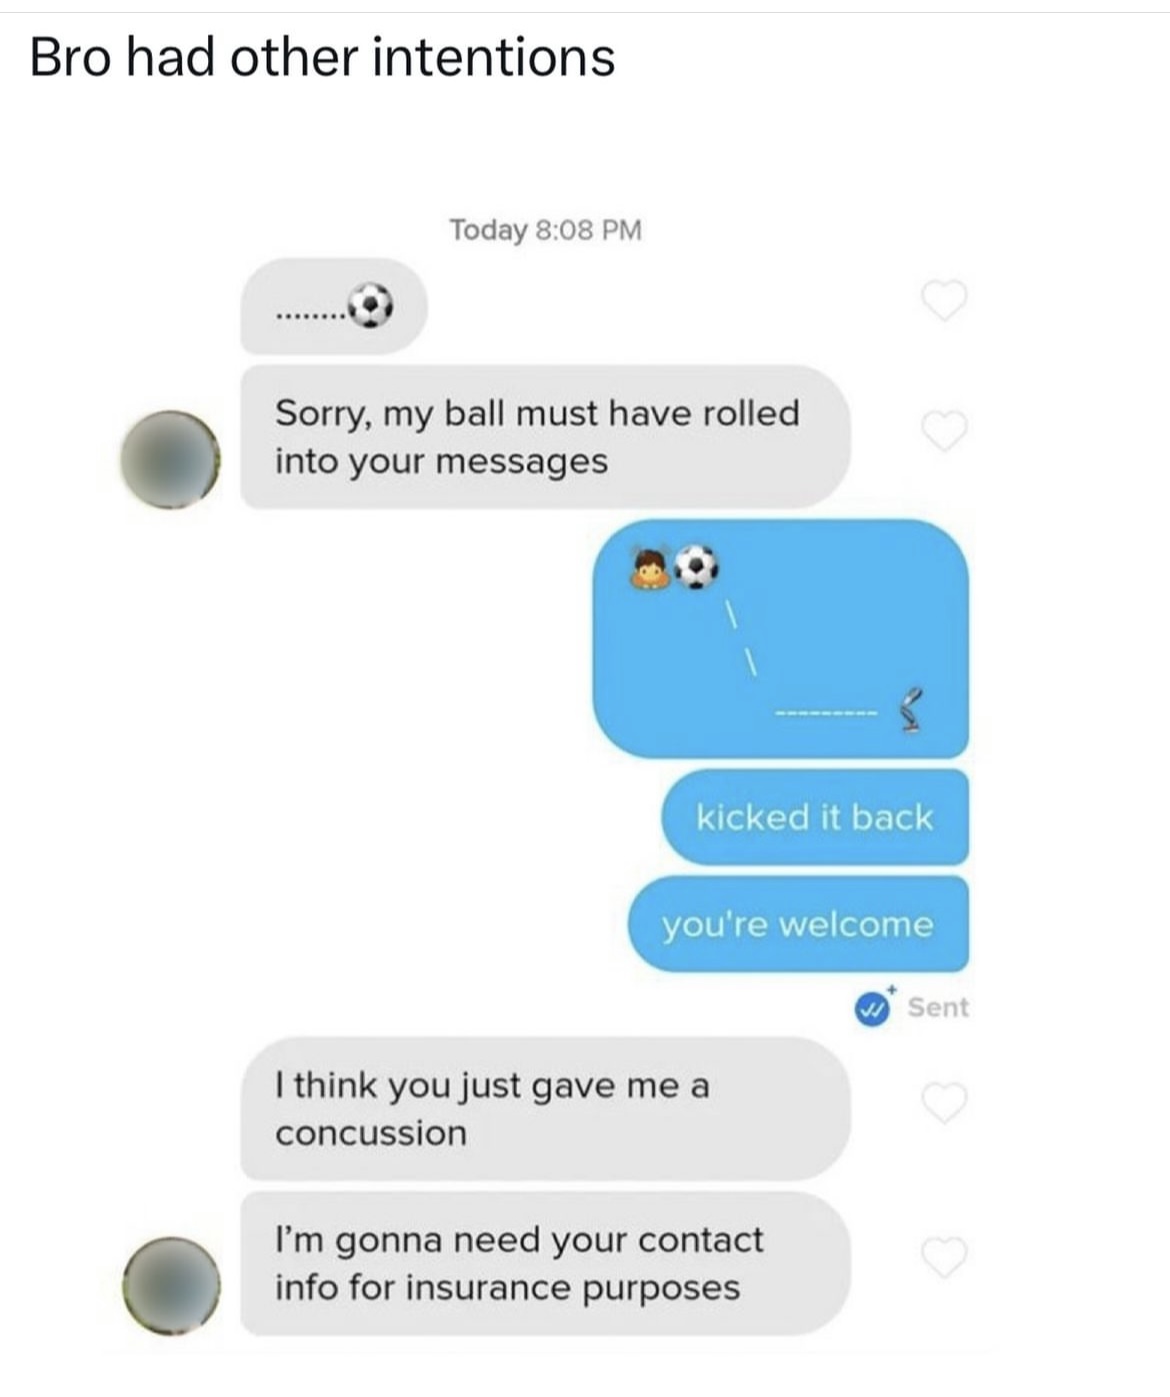 Bro had other intentions
Today 8:08 PM
........⚽
Sorry, my ball must have rolled
into your messages
🙇⚽
\
\
--------- 🦿
kicked it back
you're welcome
Sent
I think you just gave me a
concussion
I'm gonna need your contact
info for insurance purposes